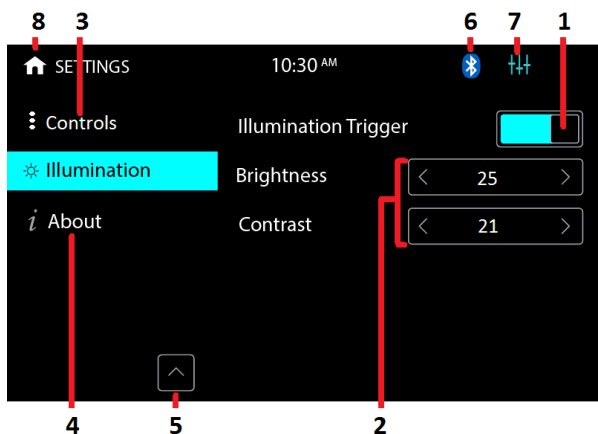 8 3 6 7 1
SETTINGS 10:30 AM
Controls Illumination Trigger
Illumination Brightness < 25 >
i About Contrast < 21 >
4 5 2